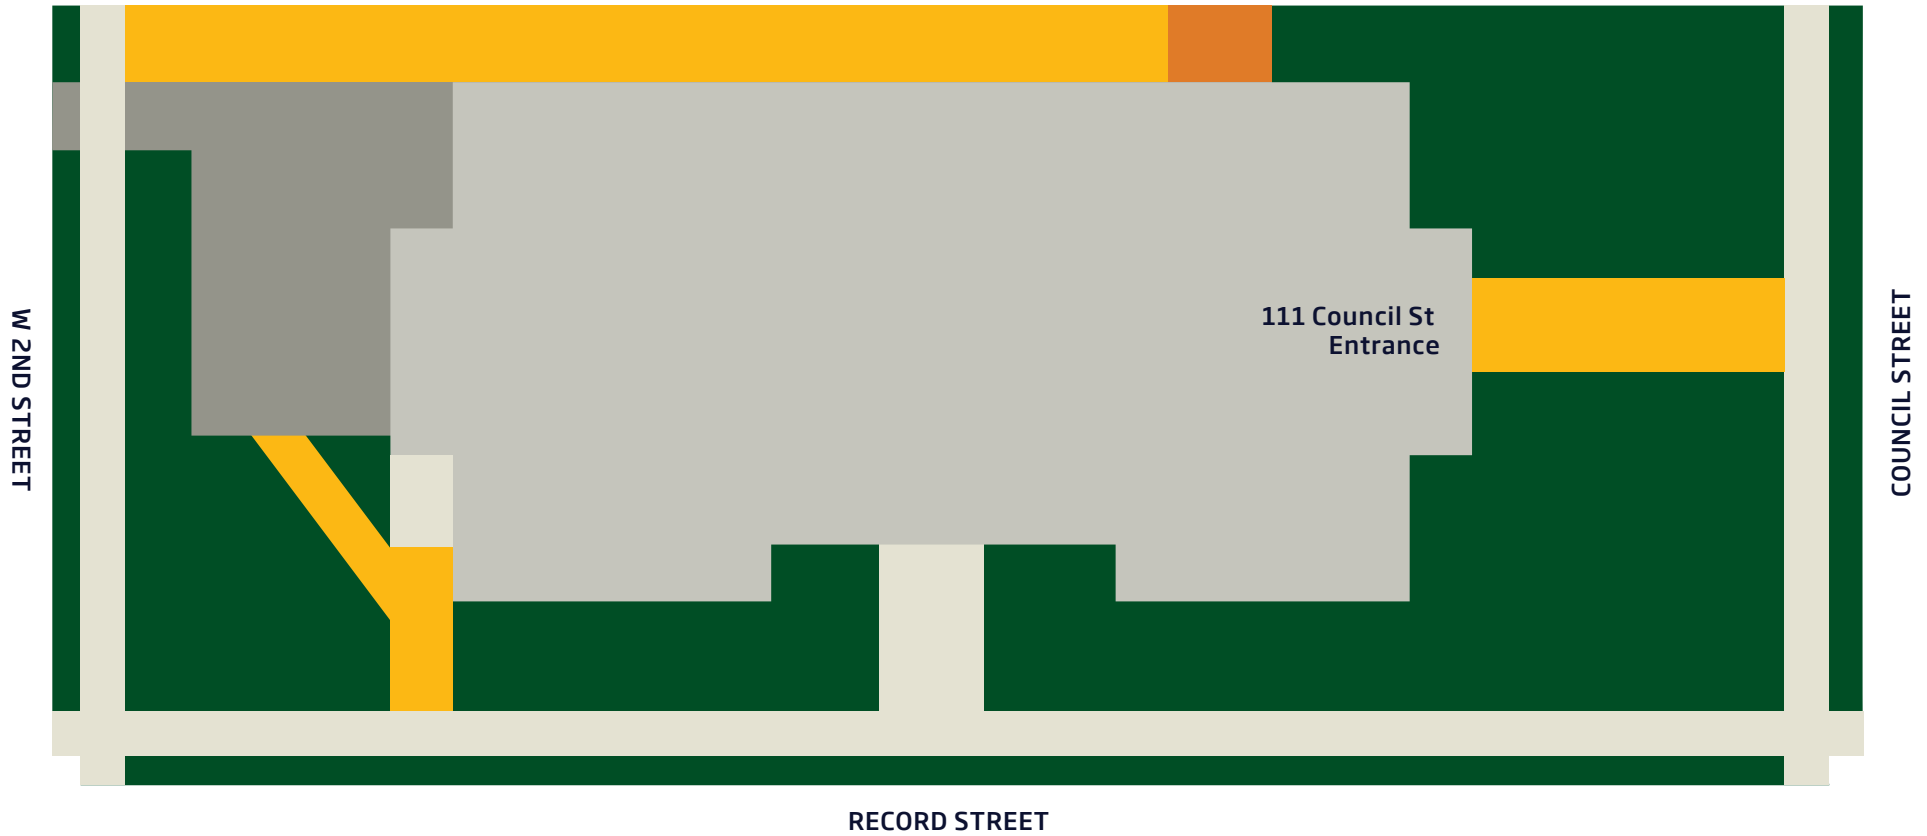 W 2ND STREET
111 Council St
Entrance
COUNCIL STREET
RECORD STREET